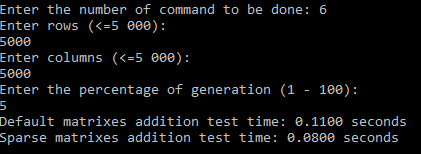 Enter the number of command to be done: 6
Enter rows (<=5 000):
5000
Enter columns (<=5 000):
5000
Enter the percentage of generation (1 - 100):
5
Default matrixes addition test time: 0.1100 seconds
Sparse matrixes addition test time: 0.0800 seconds